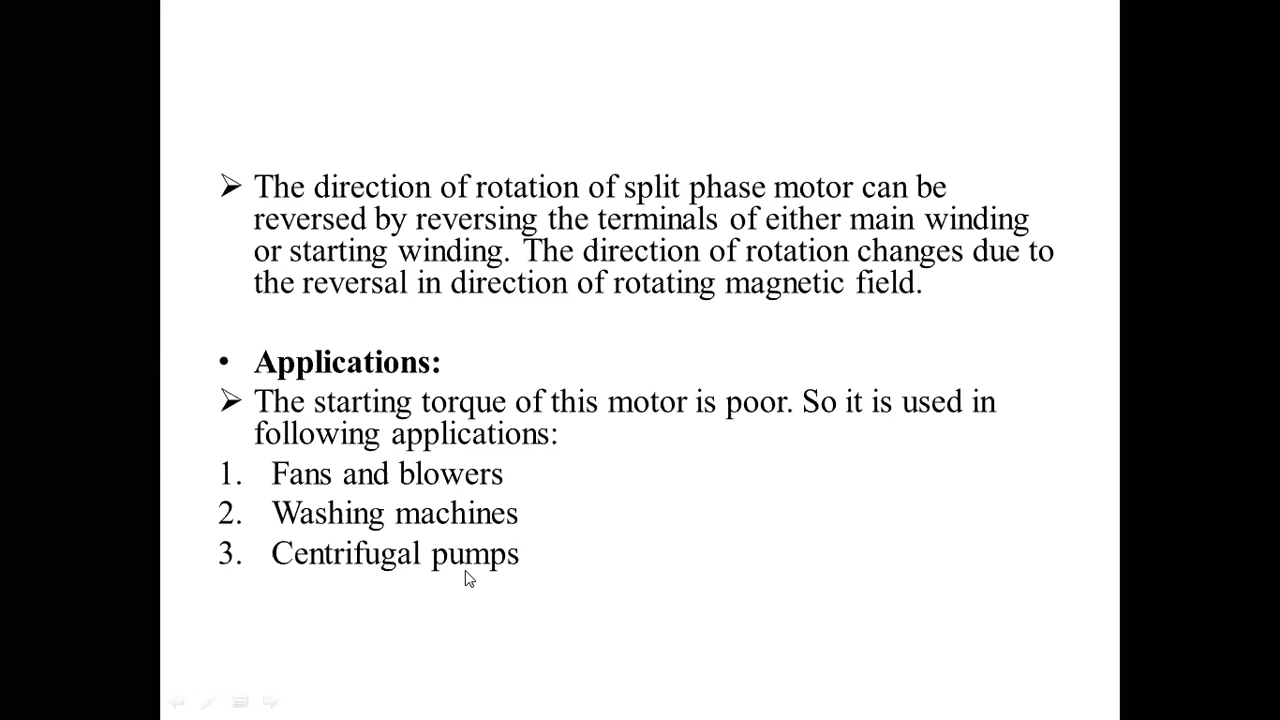 ➢ The direction of rotation of split phase motor can be
reversed by reversing the terminals of either main winding
or starting winding. The direction of rotation changes due to
the reversal in direction of rotating magnetic field.
• Applications:
➢ The starting torque of this motor is poor. So it is used in
following applications:
1. Fans and blowers
2. Washing machines
3. Centrifugal pumps